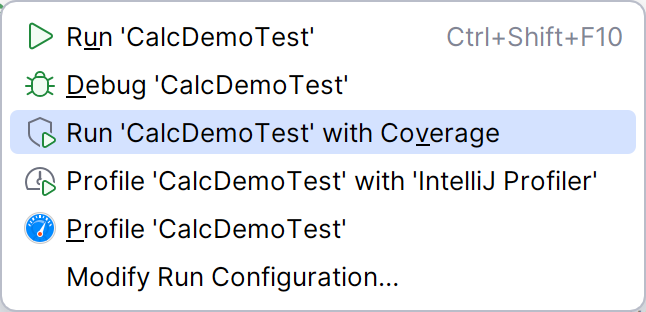 Run 'CalcDemoTest' Ctrl+Shift+F10
Debug 'CalcDemoTest'
Run 'CalcDemoTest' with Coverage
Profile 'CalcDemoTest' with 'IntelliJ Profiler'
Profile 'CalcDemoTest'
Modify Run Configuration...